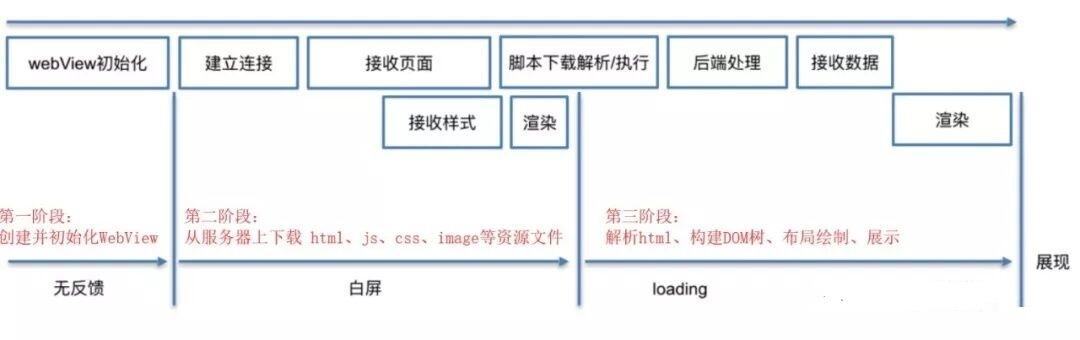 webView初始化
建立连接
接收页面
脚本下载解析/执行
后端处理
接收数据
接收样式
渲染
渲染
第一阶段：
创建并初始化WebView
第二阶段：
从服务器上下载 html、js、css、image等资源文件
第三阶段：
解析html、构建DOM树、布局绘制、展示
无反馈
白屏
loading
展现